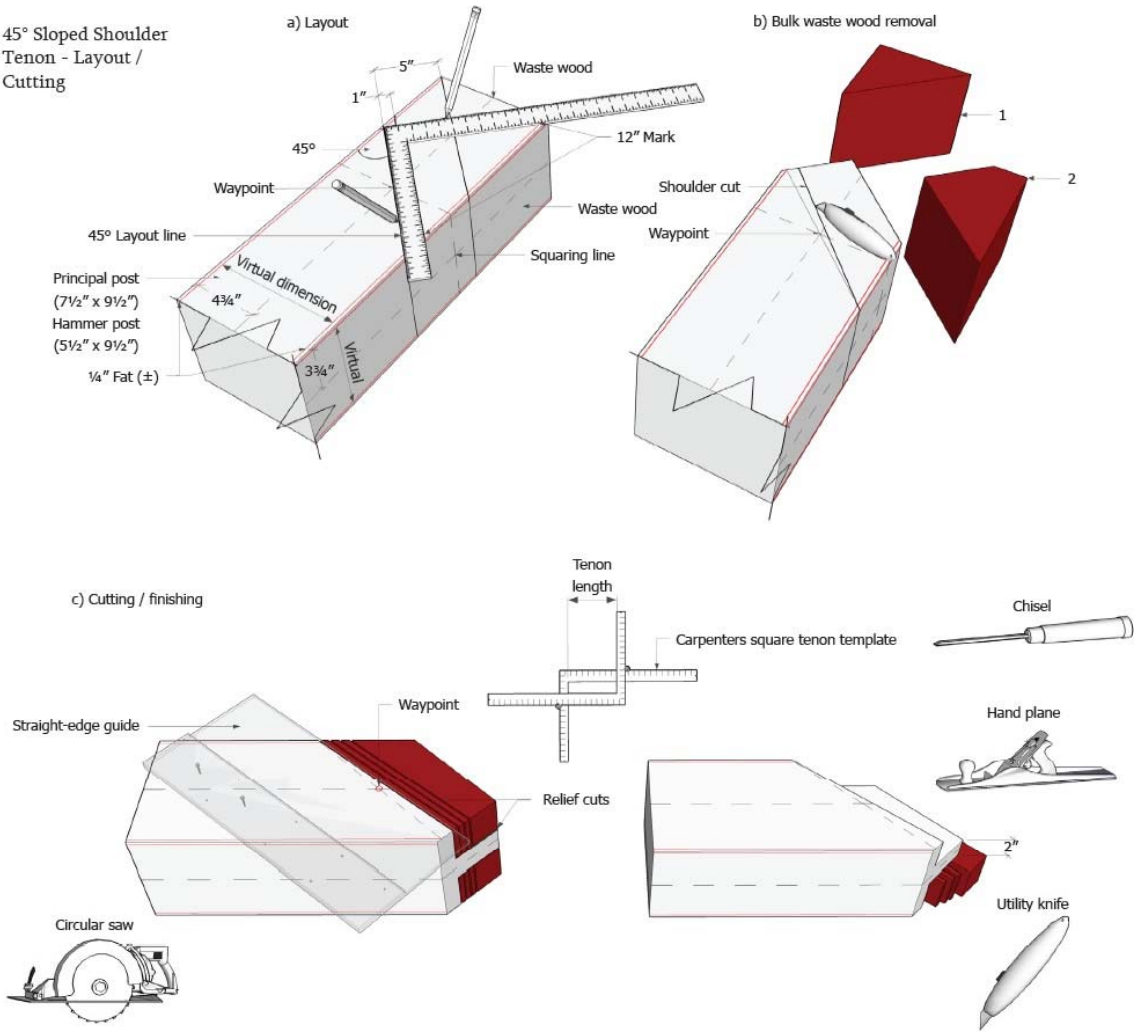 45° Sloped Shoulder
Tenon - Layout /
Cutting
a) Layout
5"
1"
45°
Waste wood
12" Mark
Waypoint
Waste wood
45° Layout line
Squaring line
Virtual dimension
Principal post
(7½" x 9½")
Hammer post
(5½" x 9½")
4¾"
¼" Fat (±)
3¾"
Virtual
b) Bulk waste wood removal
1
2
Shoulder cut
Waypoint
c) Cutting / finishing
Tenon
length
Carpenters square tenon template
Chisel
Straight-edge guide
Waypoint
Hand plane
Relief cuts
2"
Circular saw
Utility knife